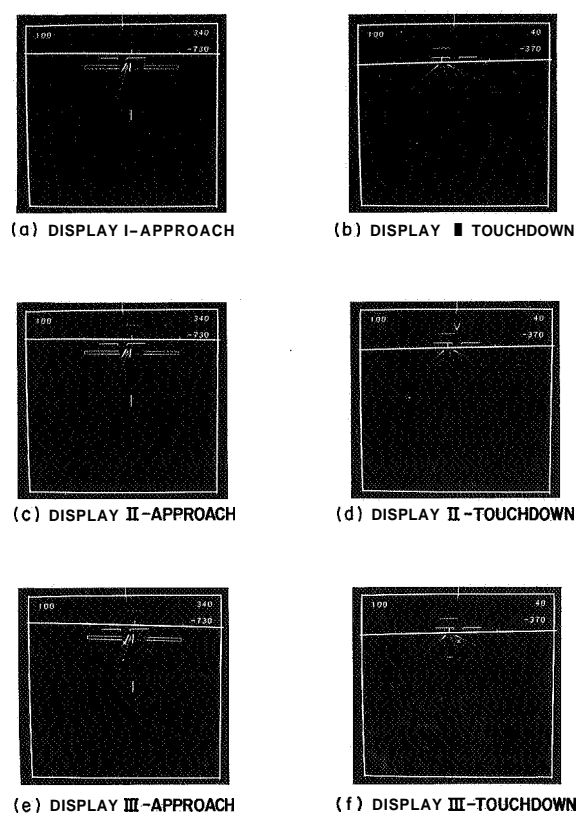 100 340
-730
100 40
-370
(a) DISPLAY I-APPROACH
(b) DISPLAY TOUCHDOWN
100 340
-730
100 40
-370
(c) DISPLAY II-APPROACH
(d) DISPLAY II-TOUCHDOWN
100 340
-730
100 40
-370
(e) DISPLAY III-APPROACH
(f) DISPLAY III-TOUCHDOWN